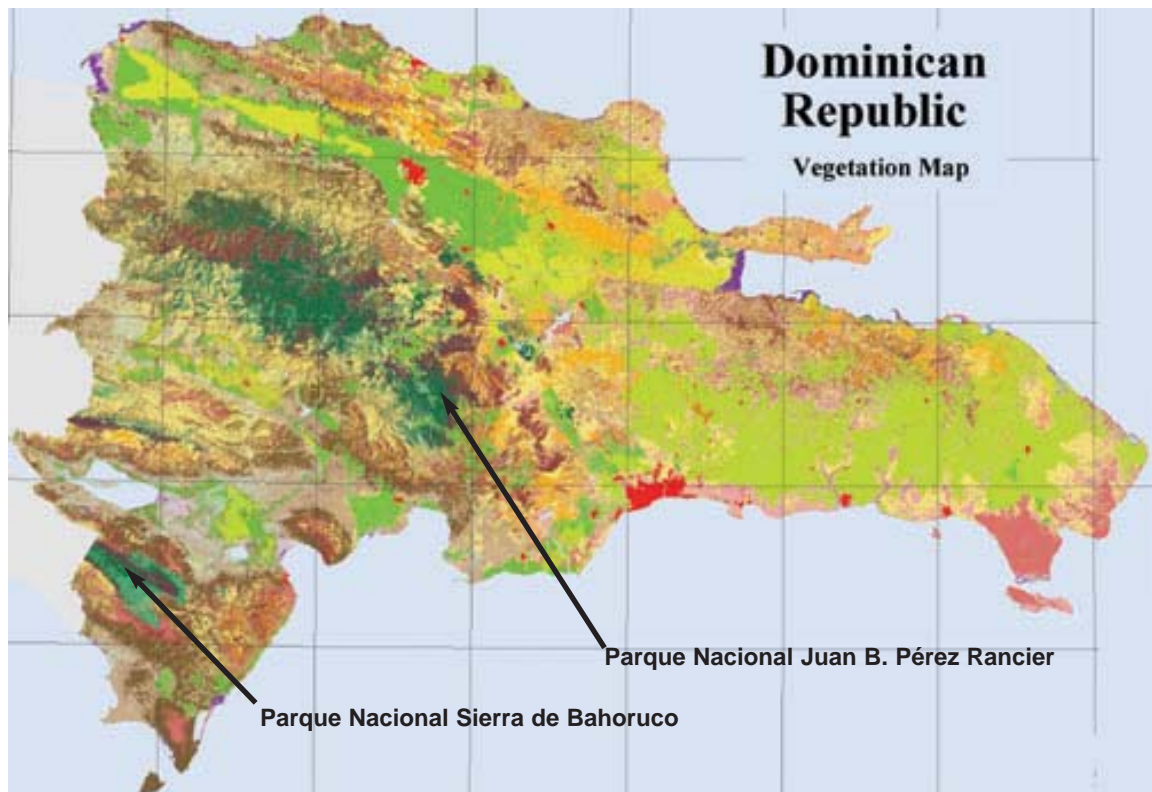 Dominican
Republic
Vegetation Map
Parque Nacional Juan B. Pérez Rancier
Parque Nacional Sierra de Bahoruco